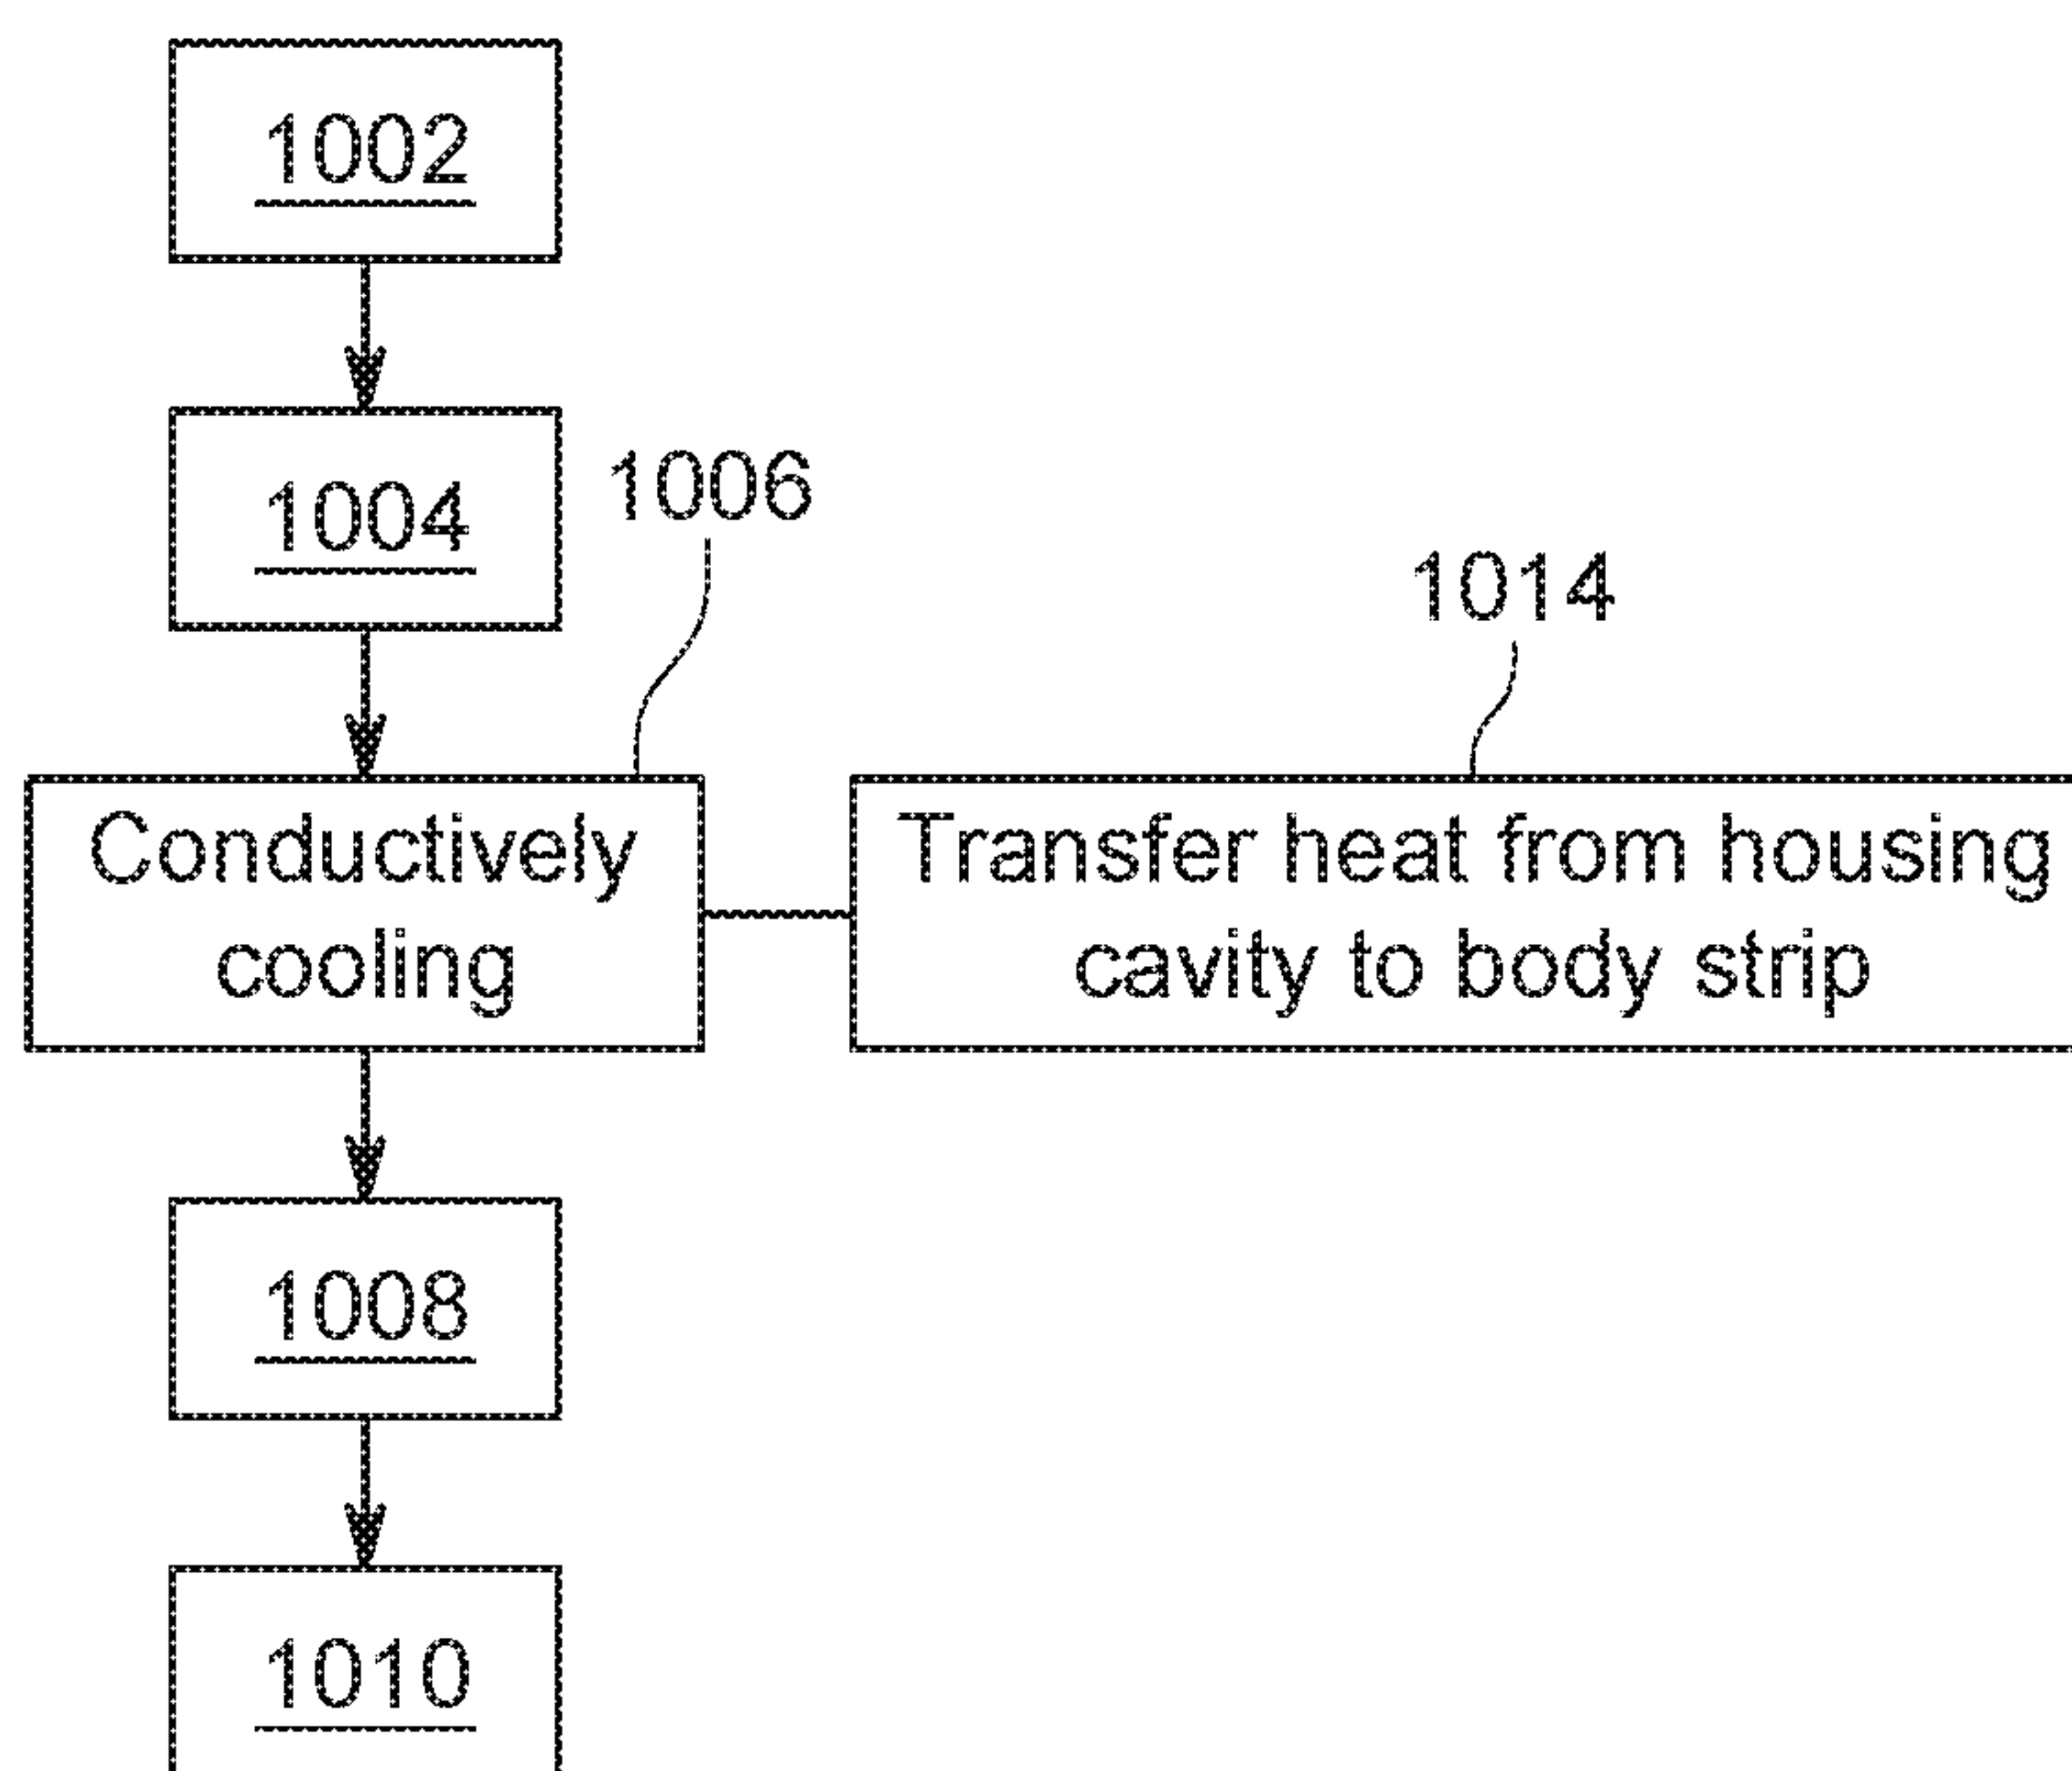 1002
1004
1006
1014
Conductively
cooling
Transfer heat from housing
cavity to body strip
1008
1010